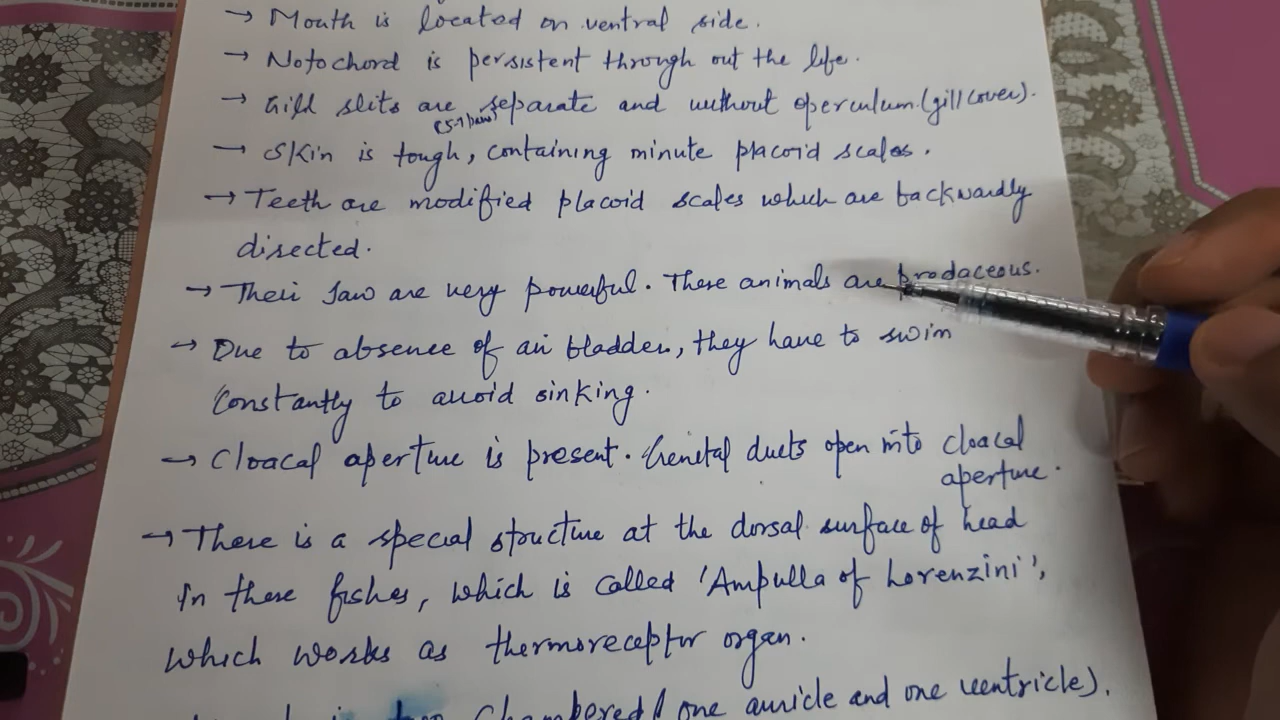 → Mouth is located on ventral side.
→ Notochord is persistent through out the life.
→ Gill slits are separate and without operculum (gill cover).
→ Skin is tough, containing minute placoid scales.
→ Teeth are modified placoid scales which are backwardly
directed.
→ Their Jaw are very powerful. These animals are predaceous.
→ Due to absence of air bladder, they have to swim
Constantly to avoid sinking.
→ Cloacal aperture is present. Genital ducts open into cloacal
aperture.
→ There is a special structure at the dorsal surface of head
In these fishes, which is called 'Ampulla of Lorenzini',
which works as thermoreceptor organ.
is two Chambered (one auricle and one ventricle).